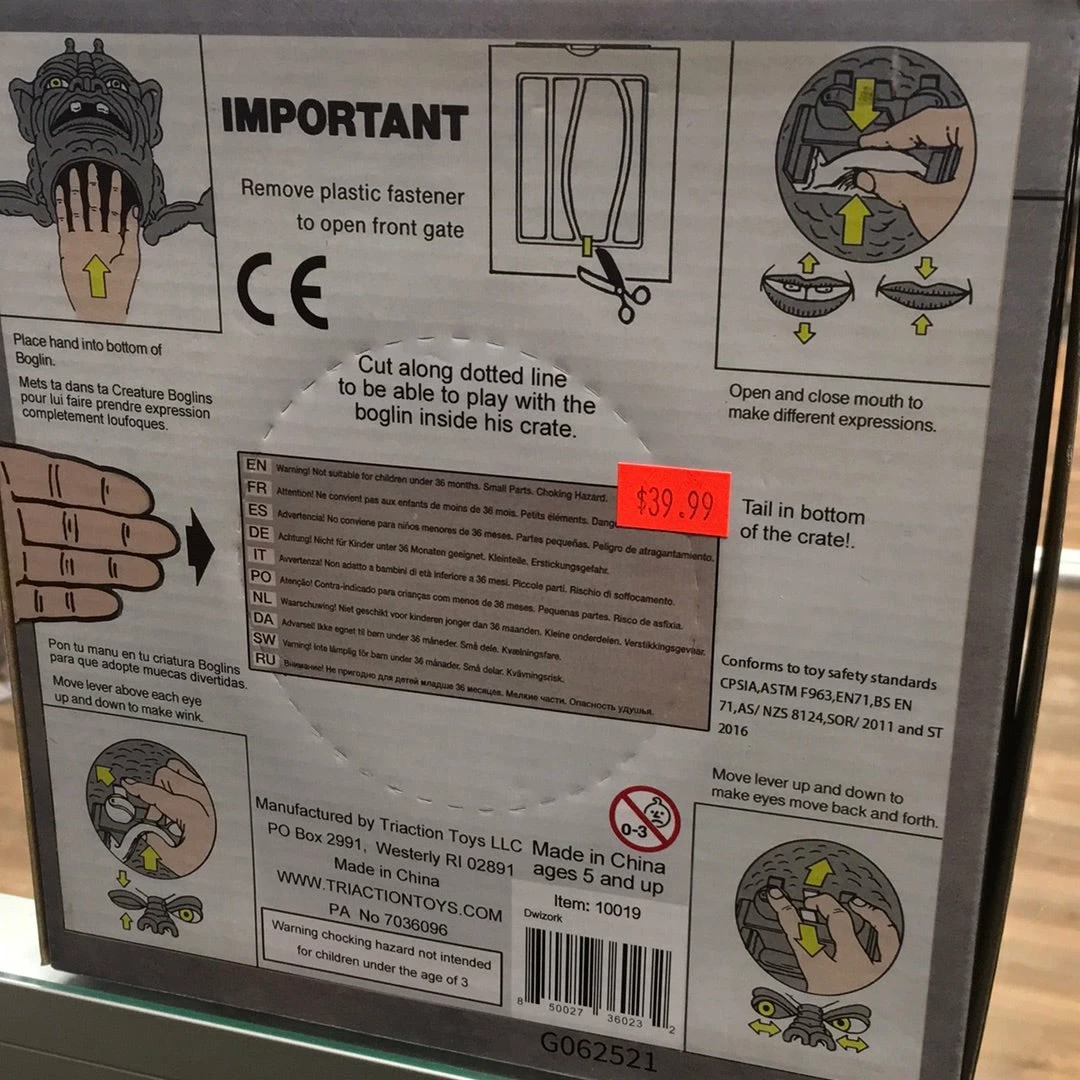 IMPORTANT
Remove plastic fastener
to open front gate
CE
Place hand into bottom of
Boglin.
Mets ta dans ta Creature Boglins
pour lui faire prendre expression
completement loufoques.
Open and close mouth to
make different expressions.
Cut along dotted line
to be able to play with the
boglin inside his crate.
EN Warning! Not suitable for children under 36 months. Small Parts. Choking Hazard.
FR Attention! Ne convient pas aux enfants de moins de 36 mois. Petits éléments.
ES Advertencia! No conviene para niños menores de 36 meses. Partes pequeñas. Peligro de atragantamiento.
DE Achtung! Nicht für Kinder unter 36 Monaten geeignet. Kleinteile, Erstickungsgefahr.
IT Avvertenza! Non adatto a bambini di età inferiore a 36 mesi. Piccole parti. Rischio di soffocamento.
PO Atenção! Contra-indicado para crianças com menos de 36 meses. Pequenas partes. Risco de asfixia.
NL Waarschuwing! Niet geschikt voor kinderen jonger dan 36 maanden. Kleine onderdelen. Verstikkingsgevaar.
DA Advarsel! Ikke egnet til børn under 36 måneder. Små dele. Kvælningsfare.
SW Varning! Inte lämplig för barn under 36 månader. Små delar. Kvävningsrisk.
RU Внимание! Не пригодно для детей младше 36 месяцев. Мелкие части. Опасность удушья.
$39.99
Tail in bottom
of the crate!.
Pon tu manu en tu criatura Boglins
para que adopte muecas divertidas.
Move lever above each eye
up and down to make wink.
Conforms to toy safety standards
CPSIA,ASTM F963,EN71,BS EN
71,AS/ NZS 8124,SOR/ 2011 and ST
2016
Move lever up and down to
make eyes move back and forth.
0-3
Manufactured by Triaction Toys LLC
PO Box 2991, Westerly RI 02891
Made in China
WWW.TRIACTIONTOYS.COM
PA No 7036096
Warning chocking hazard not intended
for children under the age of 3
Made in China
ages 5 and up
Item: 10019
Dwizork
8 50027 36023 2
G062521